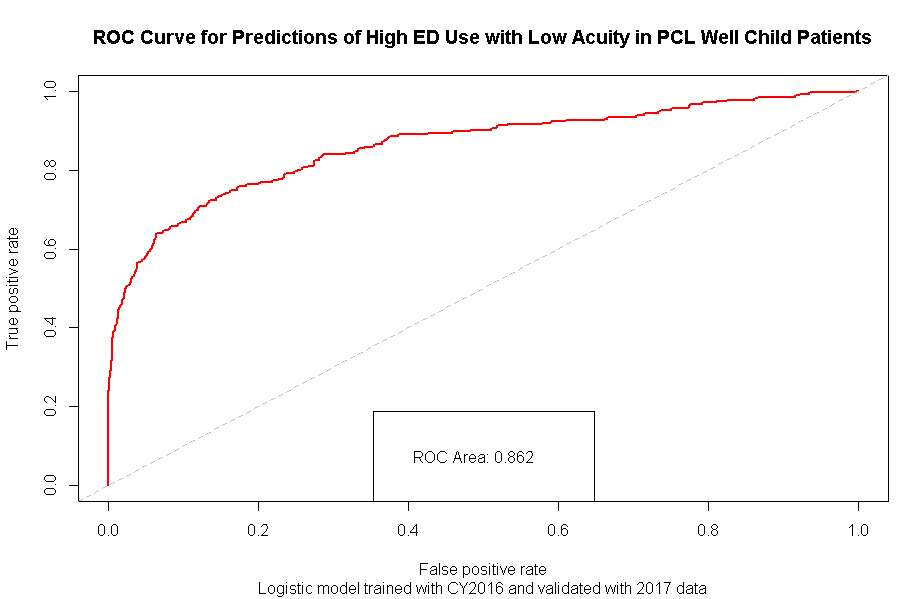 ROC Curve for Predictions of High ED Use with Low Acuity in PCL Well Child Patients
True positive rate
1.0
0.8
0.6
0.4
0.2
0.0
ROC Area: 0.862
0.0 0.2 0.4 0.6 0.8 1.0
False positive rate
Logistic model trained with CY2016 and validated with 2017 data